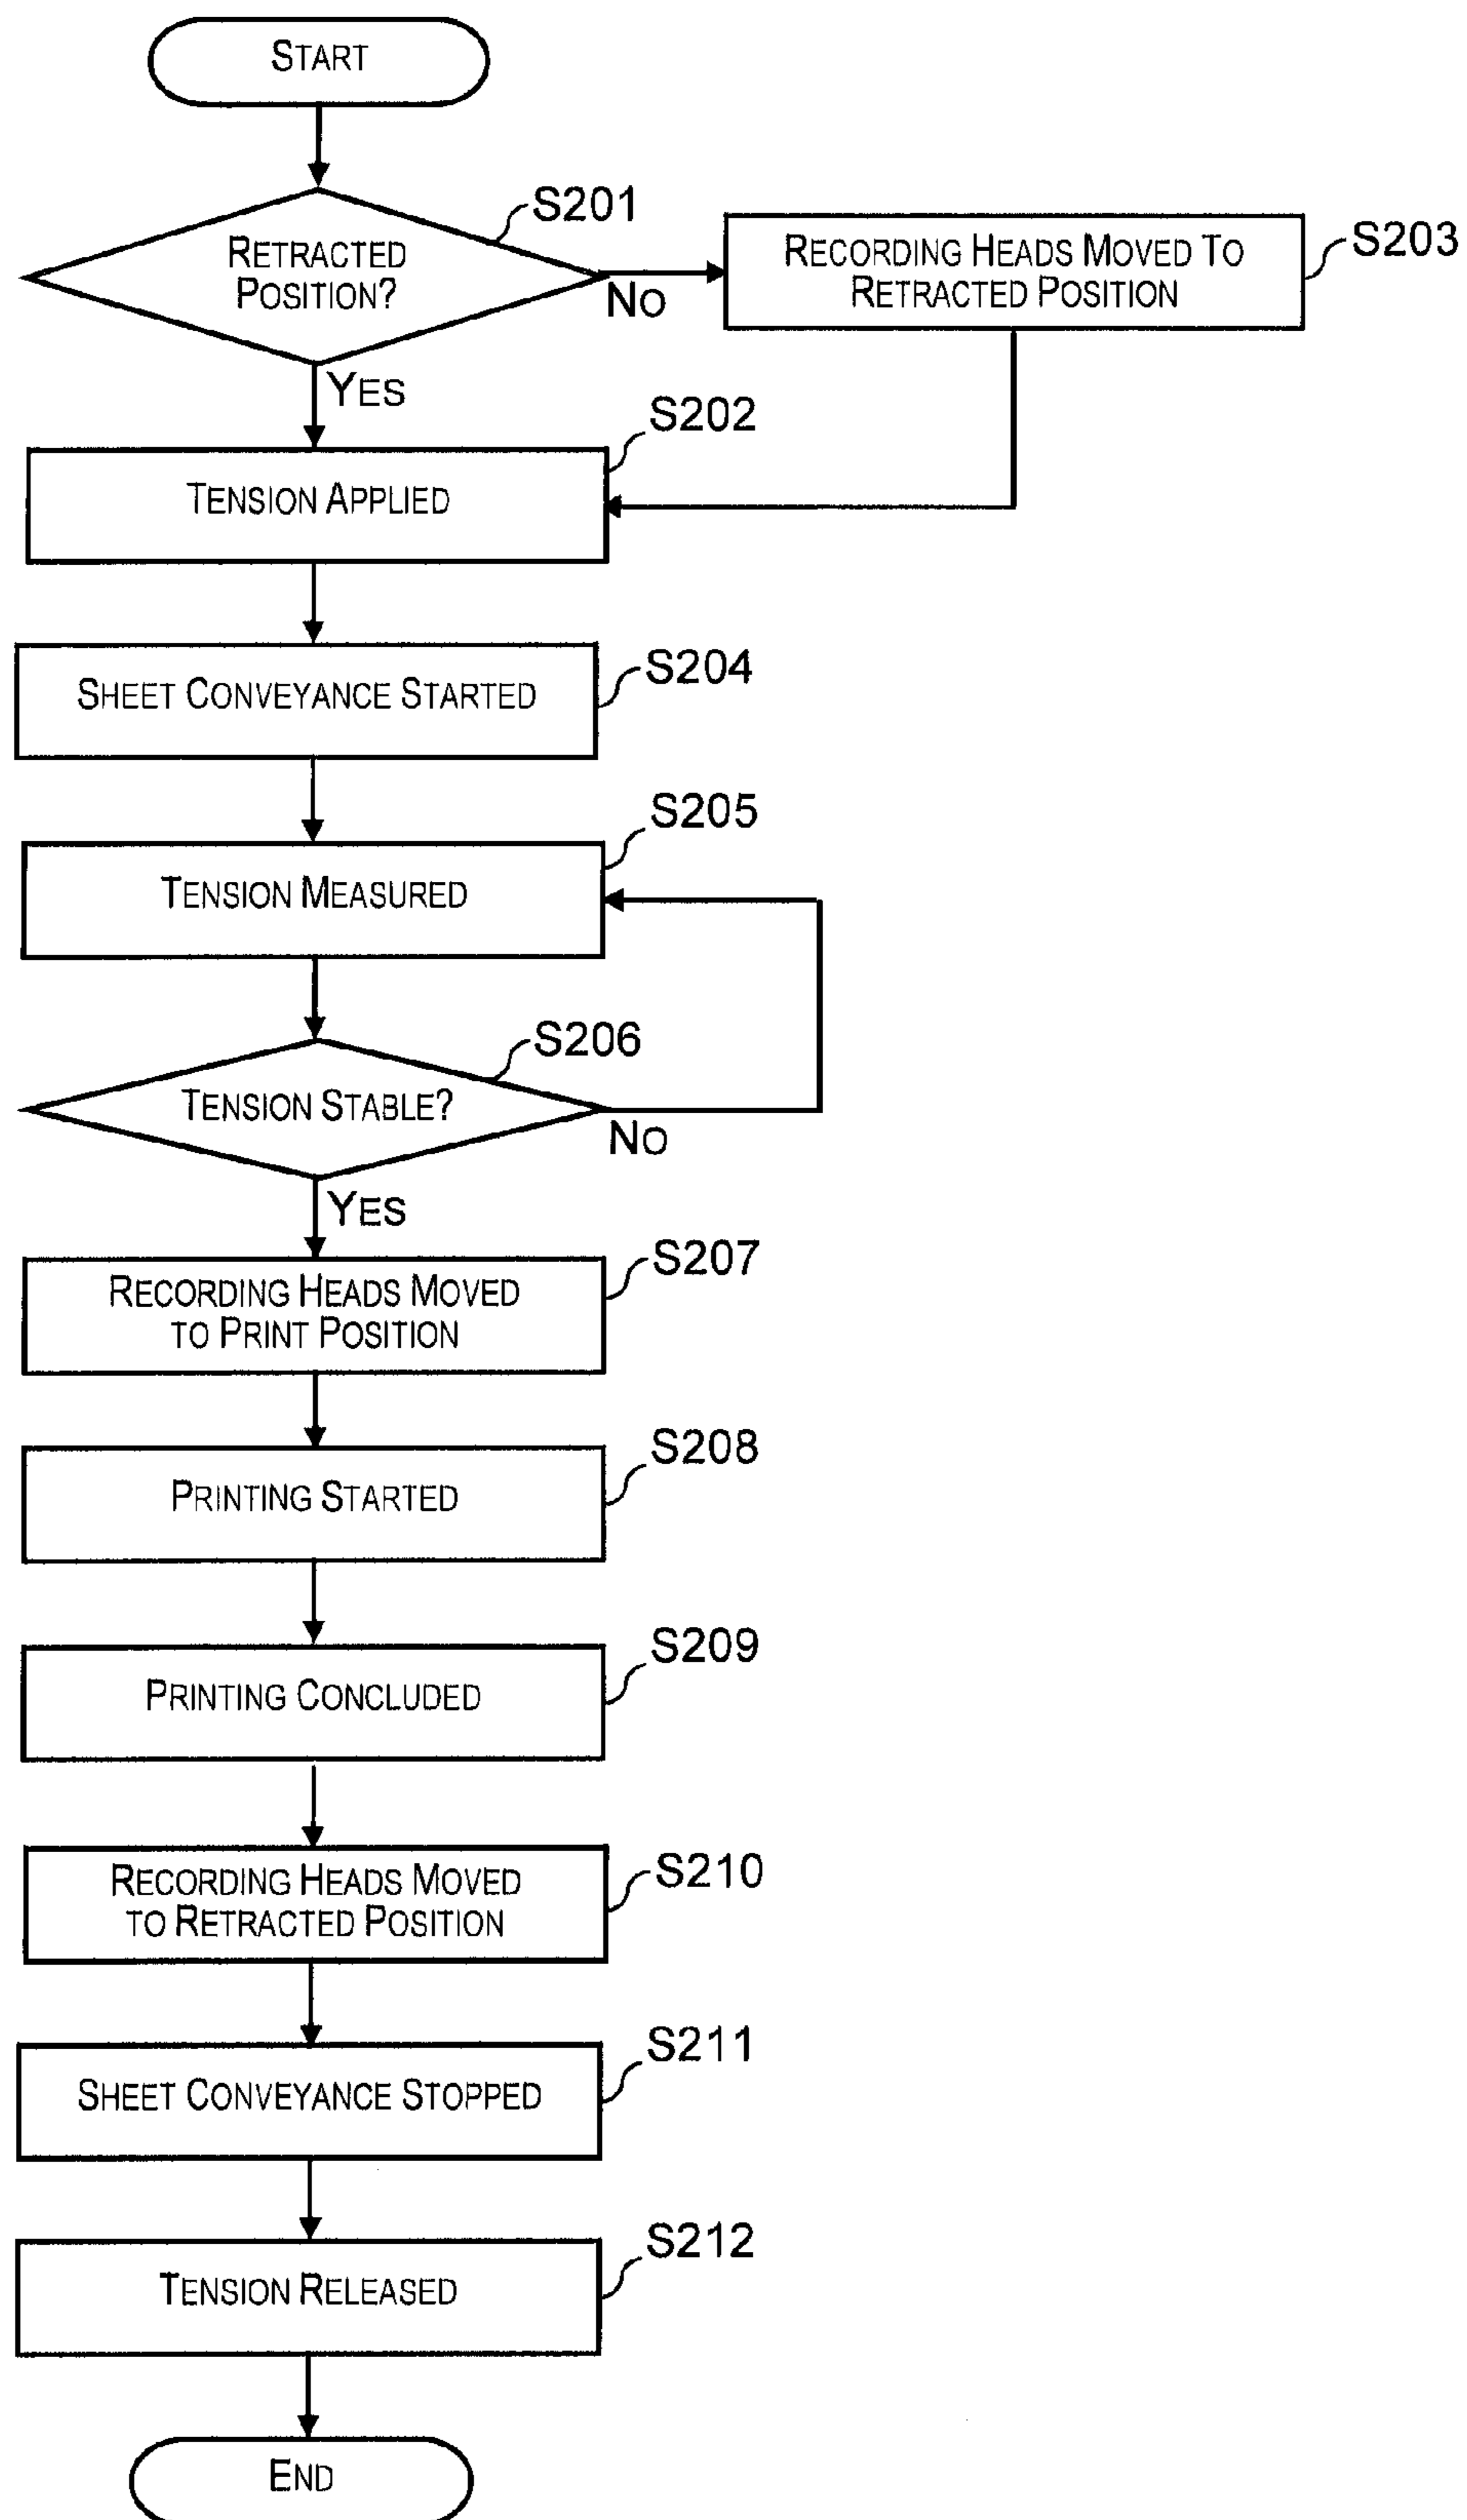 START
S201
RETRACTED
POSITION?
NO
RECORDING HEADS MOVED TO
RETRACTED POSITION
S203
YES
S202
TENSION APPLIED
SHEET CONVEYANCE STARTED
S204
S205
TENSION MEASURED
S206
TENSION STABLE?
NO
YES
RECORDING HEADS MOVED
TO PRINT POSITION
S207
S208
PRINTING STARTED
S209
PRINTING CONCLUDED
RECORDING HEADS MOVED
TO RETRACTED POSITION
S210
S211
SHEET CONVEYANCE STOPPED
S212
TENSION RELEASED
END